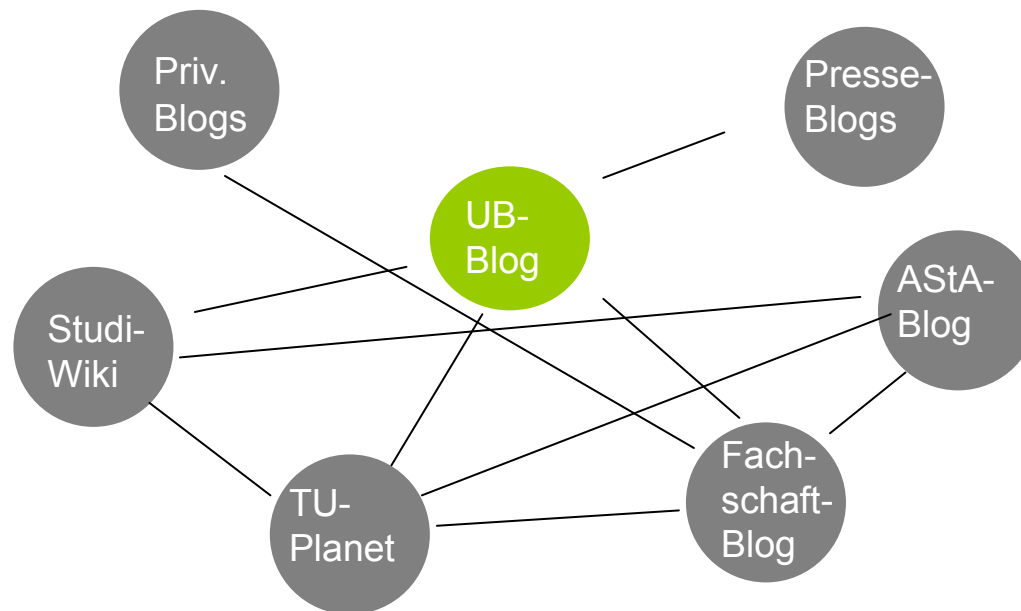 Priv.
Blogs
Presse-
Blogs
UB-
Blog
AStA-
Blog
Studi-
Wiki
Fach-
schaft-
Blog
TU-
Planet